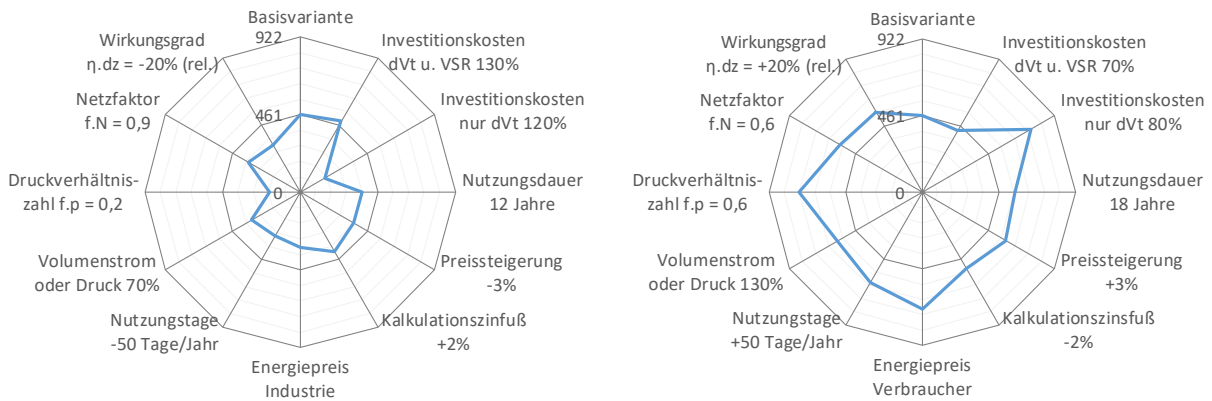 Basisvariante
922
461
0
Investitionskosten
dVt u. VSR 130%
Investitionskosten
nur dVt 120%
Nutzungsdauer
12 Jahre
Preissteigerung
-3%
Kalkulationszinfuß
+2%
Energiepreis
Industrie
Nutzungstage
-50 Tage/Jahr
Volumenstrom
oder Druck 70%
Druckverhältnis-
zahl f.p = 0,2
Netzfaktor
f.N = 0,9
Wirkungsgrad
η.dz = -20% (rel.)
Basisvariante
922
461
0
Investitionskosten
dVt u. VSR 70%
Investitionskosten
nur dVt 80%
Nutzungsdauer
18 Jahre
Preissteigerung
+3%
Kalkulationszinsfuß
-2%
Energiepreis
Verbraucher
Nutzungstage
+50 Tage/Jahr
Volumenstrom
oder Druck 130%
Druckverhältnis-
zahl f.p = 0,6
Netzfaktor
f.N = 0,6
Wirkungsgrad
η.dz = +20% (rel.)